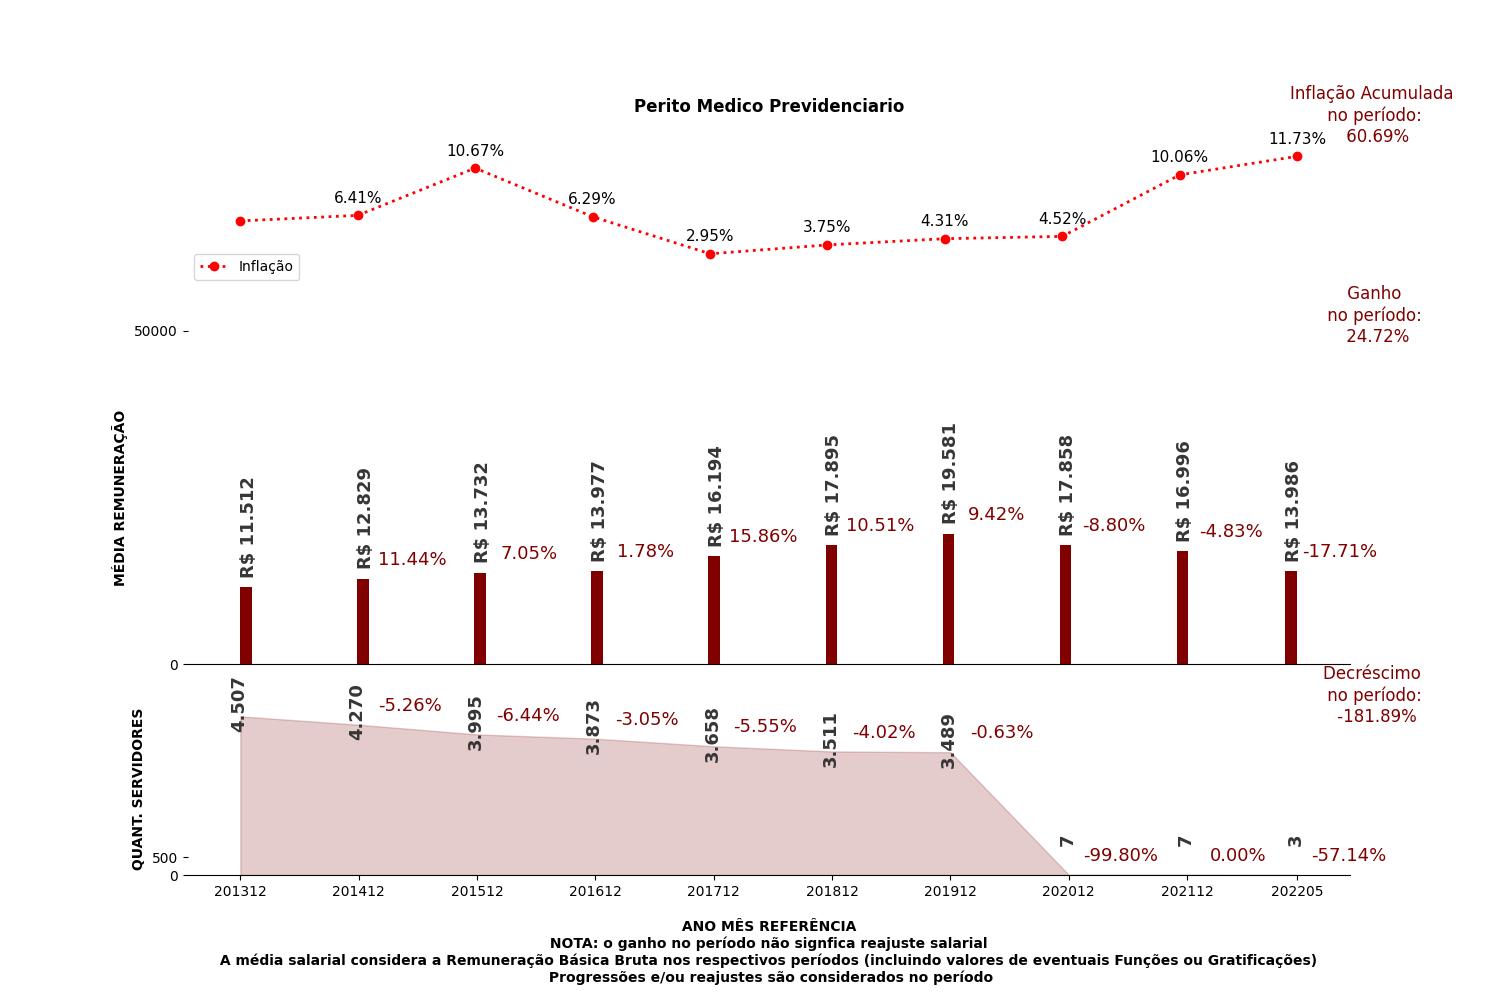 Perito Medico Previdenciario
Inflação Acumulada
no período:
60.69%
6.41%
10.67%
6.29%
2.95%
3.75%
4.31%
4.52%
10.06%
11.73%
Inflação
Ganho
no período:
24.72%
50000
0
MÉDIA REMUNERAÇÃO
R$ 11.512
R$ 12.829
R$ 13.732
R$ 13.977
R$ 16.194
R$ 17.895
R$ 19.581
R$ 17.858
R$ 16.996
R$ 13.986
11.44%
7.05%
1.78%
15.86%
10.51%
9.42%
-8.80%
-4.83%
-17.71%
Decréscimo
no período:
-181.89%
QUANT. SERVIDORES
500
0
4.507
4.270
3.995
3.873
3.658
3.511
3.489
7
7
3
-5.26%
-6.44%
-3.05%
-5.55%
-4.02%
-0.63%
-99.80%
0.00%
-57.14%
201312
201412
201512
201612
201712
201812
201912
202012
202112
202205
ANO MÊS REFERÊNCIA
NOTA: o ganho no período não signfica reajuste salarial
A média salarial considera a Remuneração Básica Bruta nos respectivos períodos (incluindo valores de eventuais Funções ou Gratificações)
Progressões e/ou reajustes são considerados no período